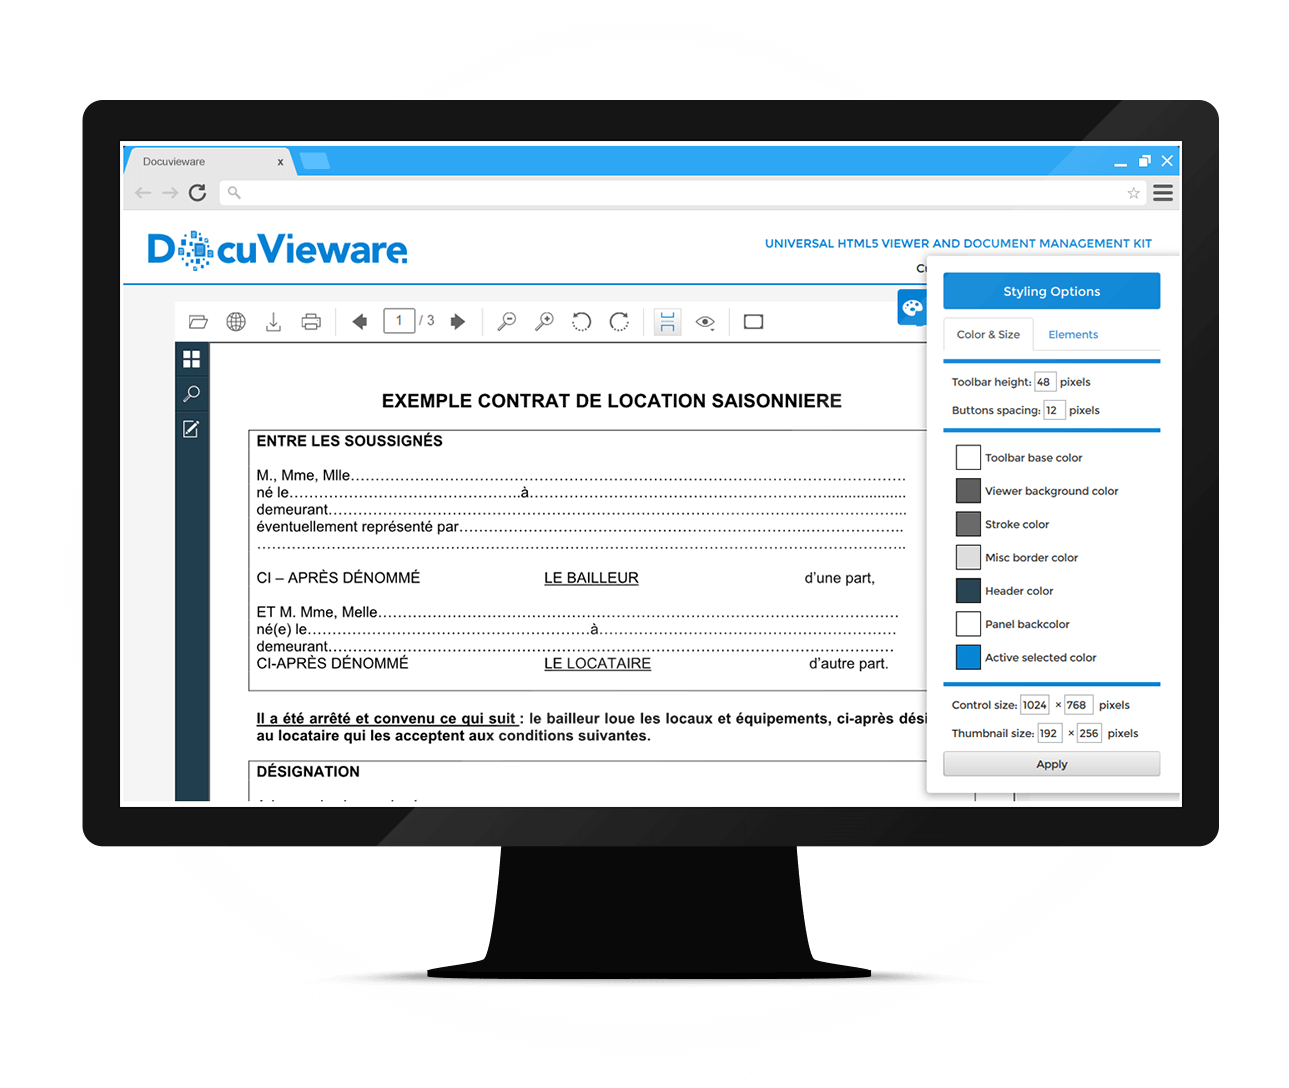 Docuvieware x
DocuVieware
UNIVERSAL HTML5 VIEWER AND DOCUMENT MANAGEMENT KIT
Styling Options
Color & Size Elements
Toolbar height: 48 pixels
Buttons spacing: 12 pixels
Toolbar base color
Viewer background color
Stroke color
Misc border color
Header color
Panel backcolor
Active selected color
Control size: 1024 × 768 pixels
Thumbnail size: 192 × 256 pixels
Apply
1 / 3
EXEMPLE CONTRAT DE LOCATION SAISONNIERE
ENTRE LES SOUSSIGNÉS
M., Mme, Mlle……………………………………………………………………………
né le……………………………………à……………………………………………
demeurant………………………………………………………………………………
éventuellement représenté par………………………………………………………
……………………………………………………………………………………………
CI – APRÈS DÉNOMMÉ LE BAILLEUR d’une part,
ET M. Mme, Melle………………………………………………………………………
né(e) le……………………………………………à……………………………………
demeurant………………………………………………………………………………
CI-APRÈS DÉNOMMÉ LE LOCATAIRE d’autre part.
Il a été arrêté et convenu ce qui suit : le bailleur loue les locaux et équipements, ci-après
au locataire qui les acceptent aux conditions suivantes.
DÉSIGNATION